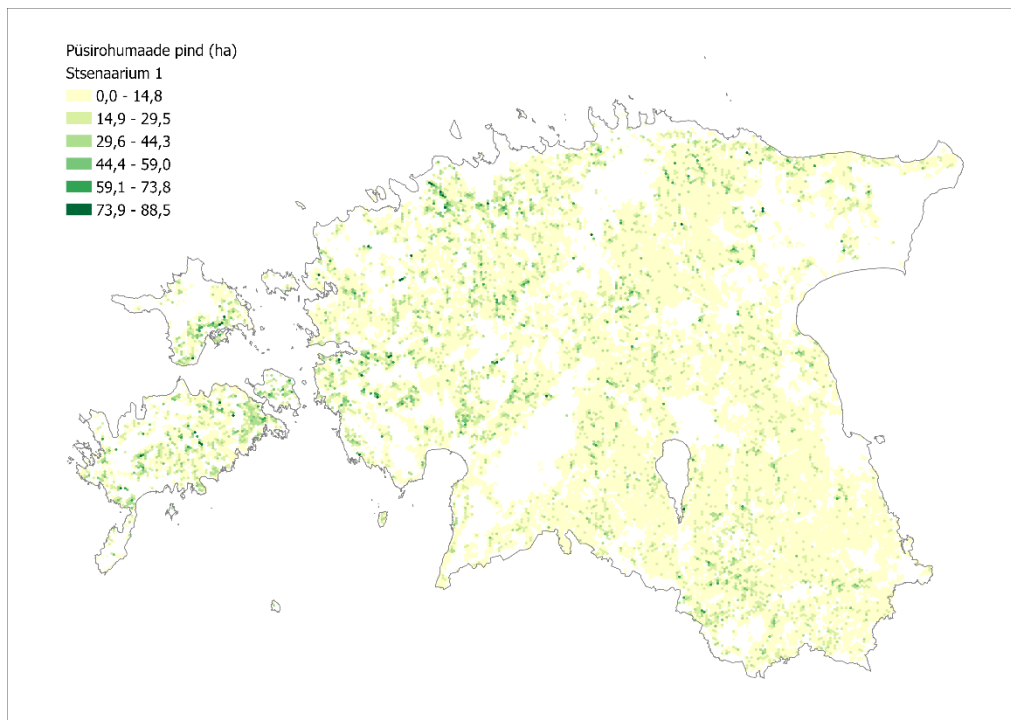 Püsirohumaade pind (ha)
Stsenaarium 1
0,0 - 14,8
14,9 - 29,5
29,6 - 44,3
44,4 - 59,0
59,1 - 73,8
73,9 - 88,5